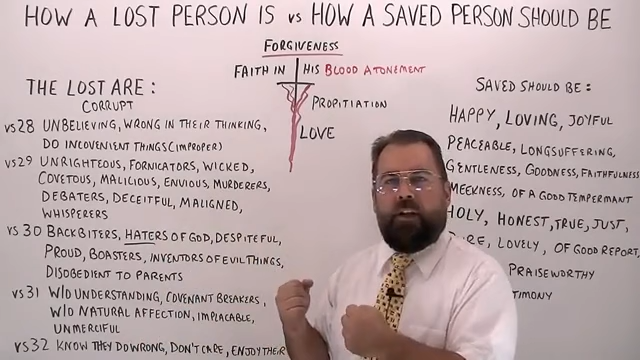 HOW A LOST PERSON IS vs HOW A SAVED PERSON SHOULD BE
FORGIVENESS
FAITH IN HIS BLOOD ATONEMENT
PROPITIATION
LOVE
THE LOST ARE:
CORRUPT
vs28 UNBELIEVING, WRONG IN THEIR THINKING,
DO INCOVENIENT THINGS (IMPROPER)
vs29 UNRIGHTEOUS, FORNICATORS, WICKED,
COVETOUS, MALICIOUS, ENVIOUS, MURDERERS,
DEBATERS, DECEITFUL, MALIGNED,
WHISPERERS
vs30 BACKBITERS, HATERS OF GOD, DESPITEFUL,
PROUD, BOASTERS, INVENTORS OF EVIL THINGS,
DISOBEDIENT TO PARENTS
vs31 W/O UNDERSTANDING, COVENANT BREAKERS,
W/O NATURAL AFFECTION, IMPLACABLE,
UNMERCIFUL
vs32 KNOW THEY DO WRONG, DON'T CARE, ENJOY THEIR
SAVED SHOULD BE:
HAPPY, LOVING, JOYFUL
PEACEABLE, LONGSUFFERING,
GENTLENESS, GOODNESS, FAITHFULNESS
MEEKNESS, OF A GOOD TEMPERMANT
HOLY, HONEST, TRUE, JUST,
LOVELY, OF GOOD REPORT,
PRAISEWORTHY